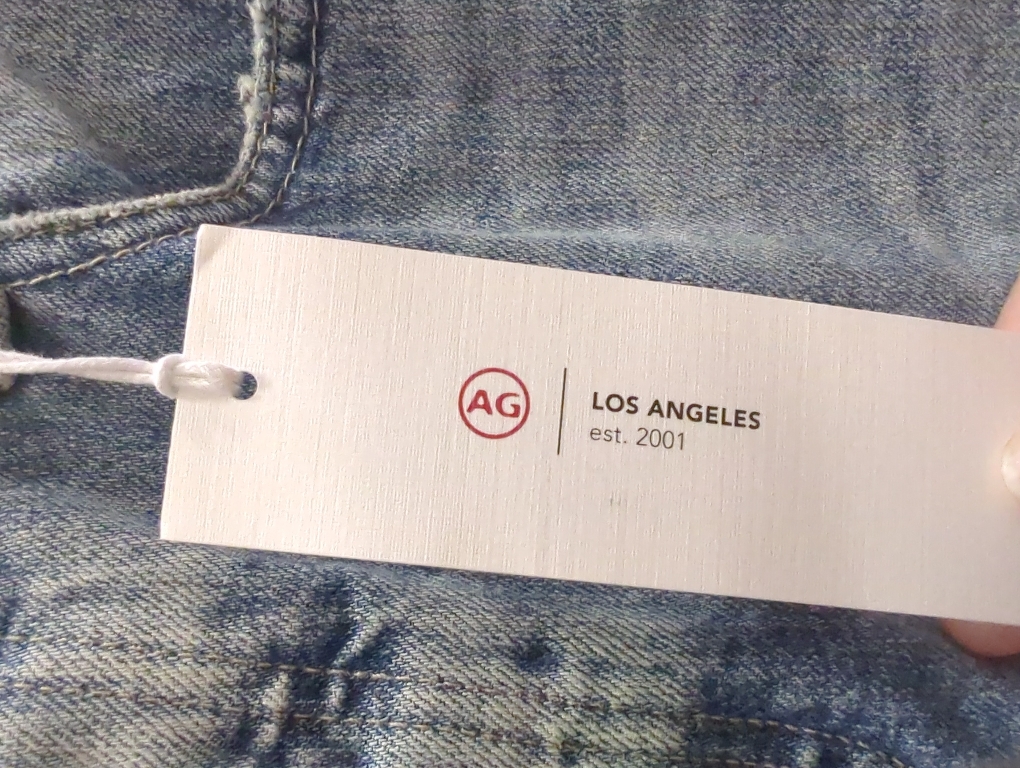 AG
LOS ANGELES
est. 2001